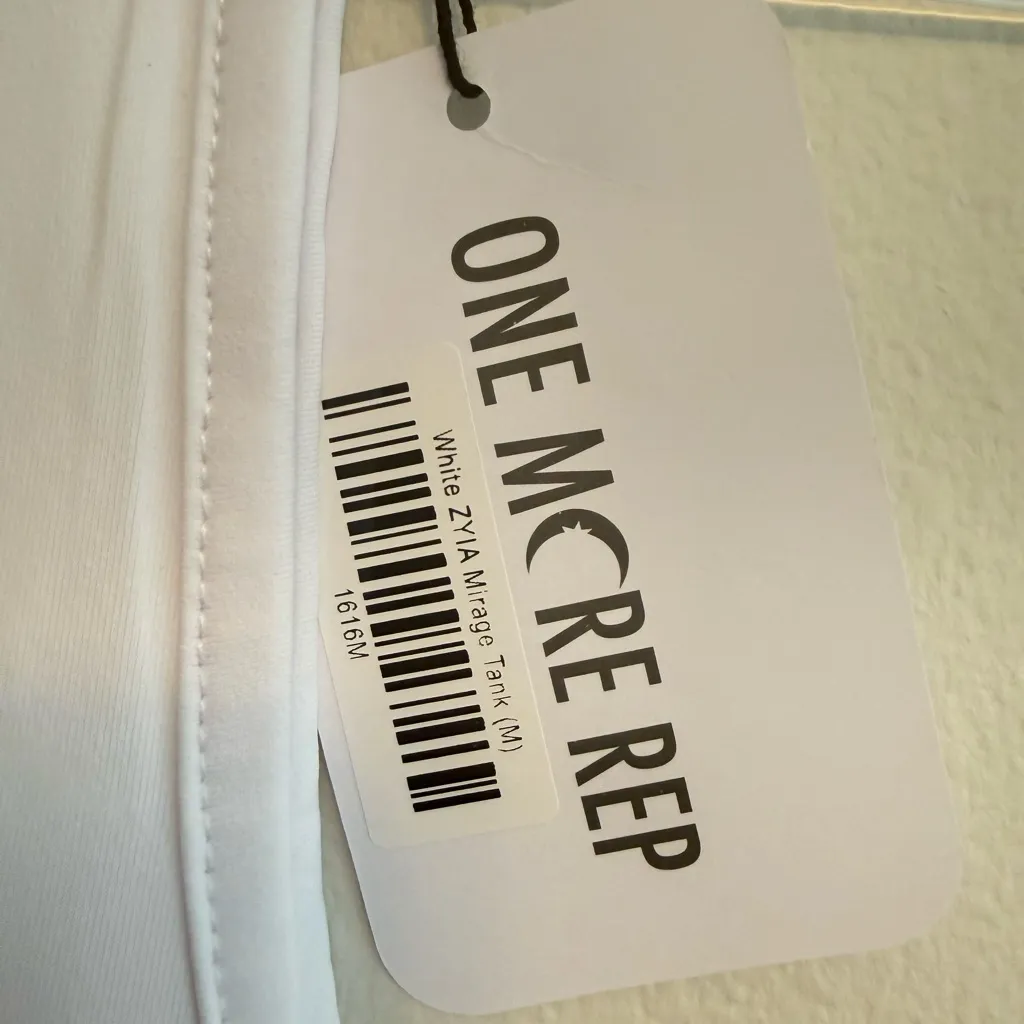 ONE MORE REP
White ZYIA Mirage Tank (M)
1616M